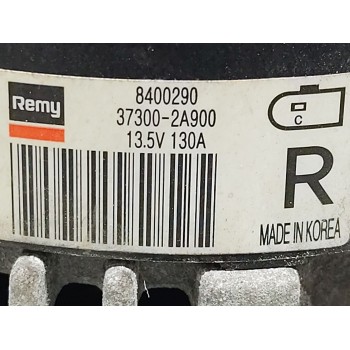 Remy
8400290
37300-2A900
13.5V 130A
C
R
MADE IN KOREA